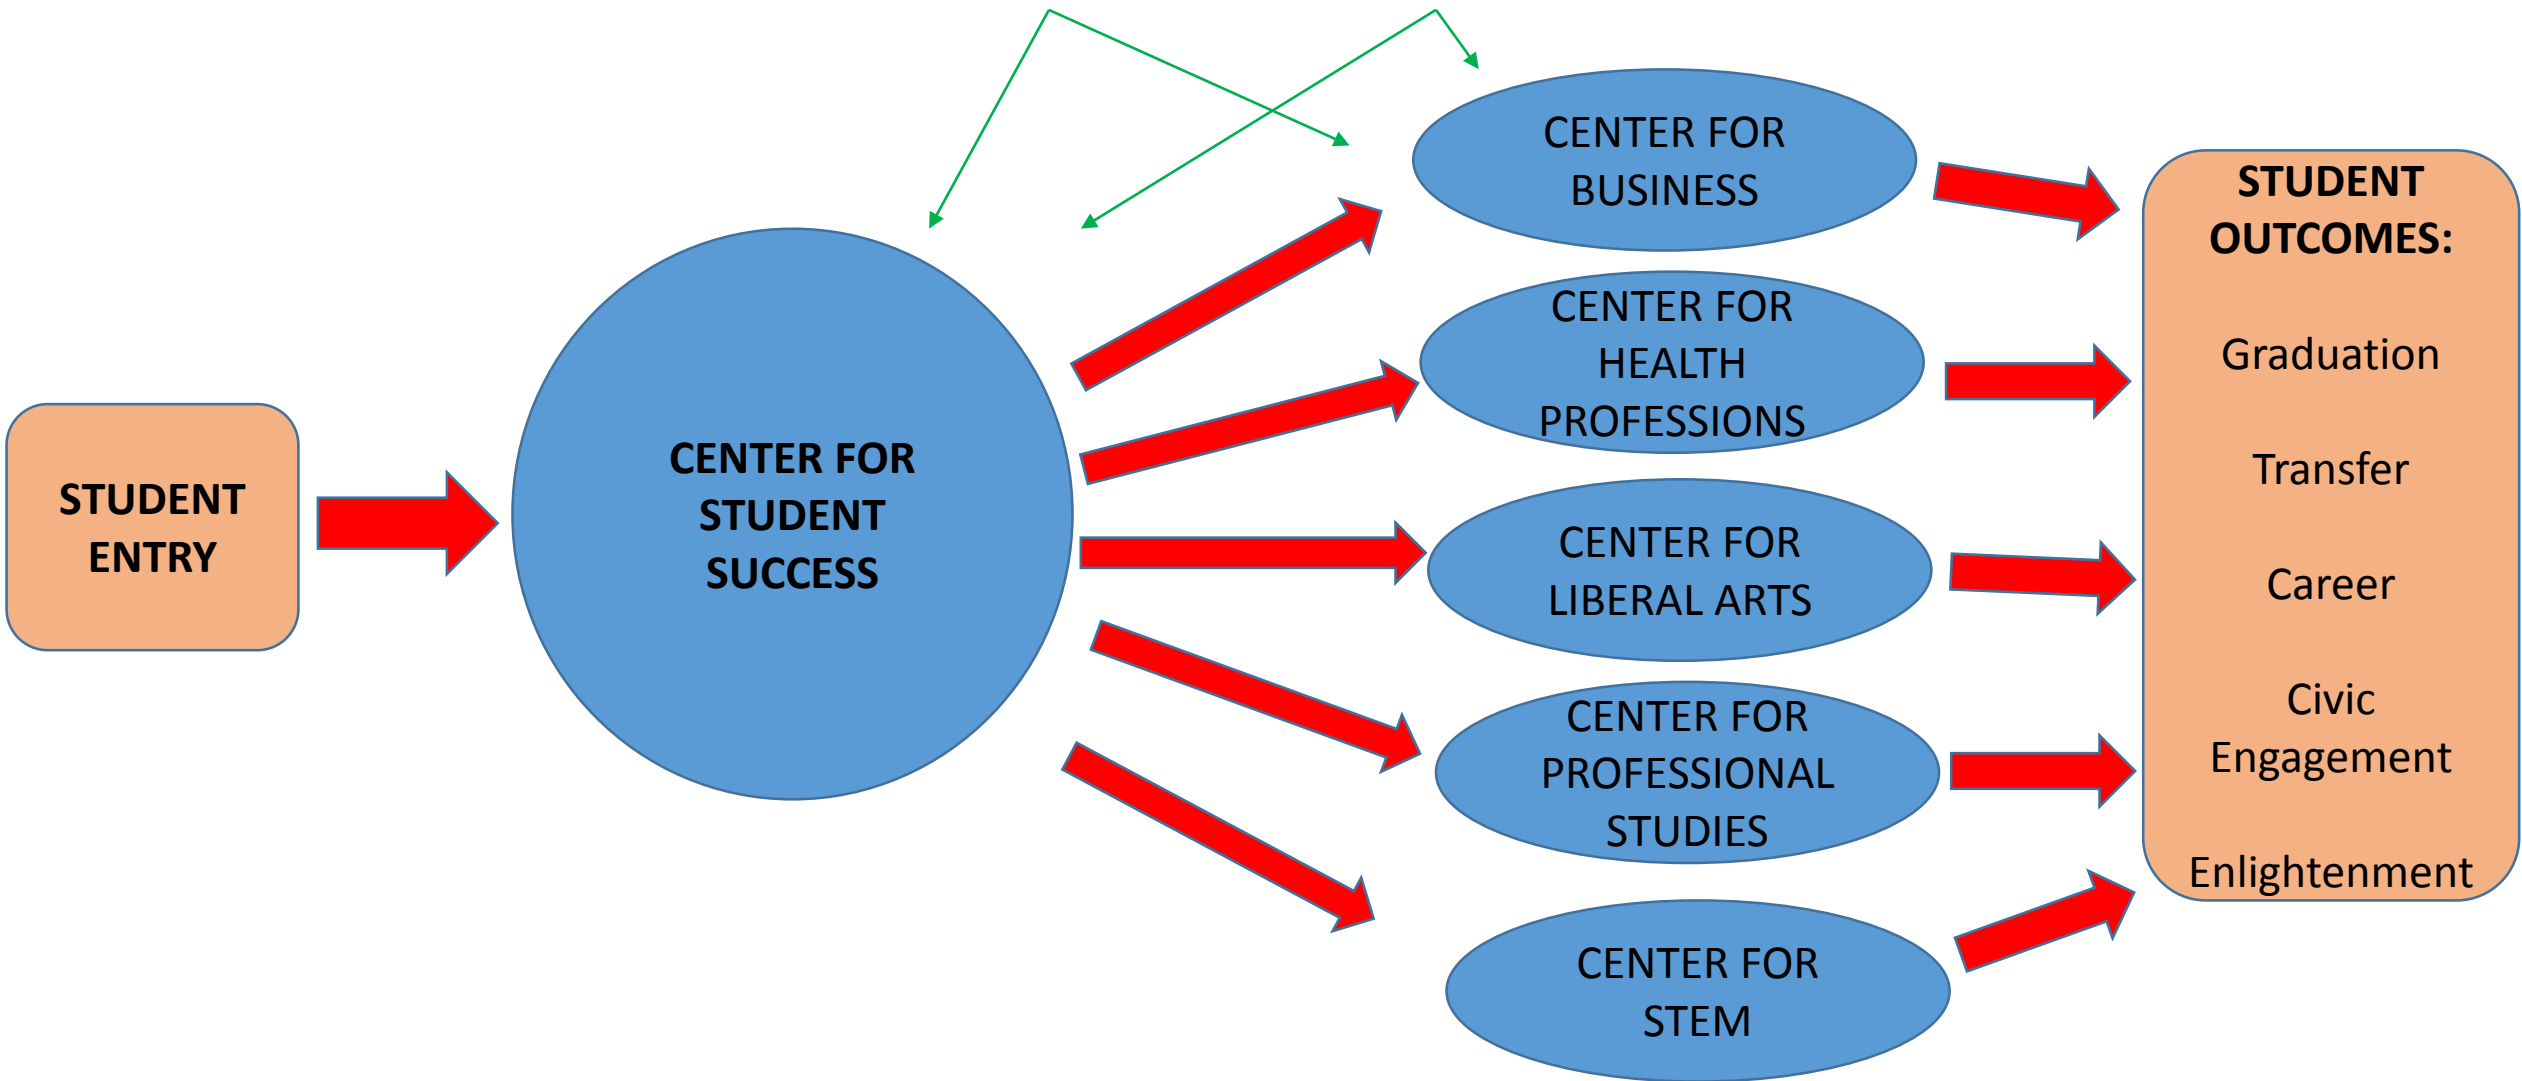 STUDENT
ENTRY
CENTER FOR
STUDENT
SUCCESS
CENTER FOR
BUSINESS
CENTER FOR
HEALTH
PROFESSIONS
CENTER FOR
LIBERAL ARTS
CENTER FOR
PROFESSIONAL
STUDIES
CENTER FOR
STEM
STUDENT
OUTCOMES:
Graduation
Transfer
Career
Civic
Engagement
Enlightenment